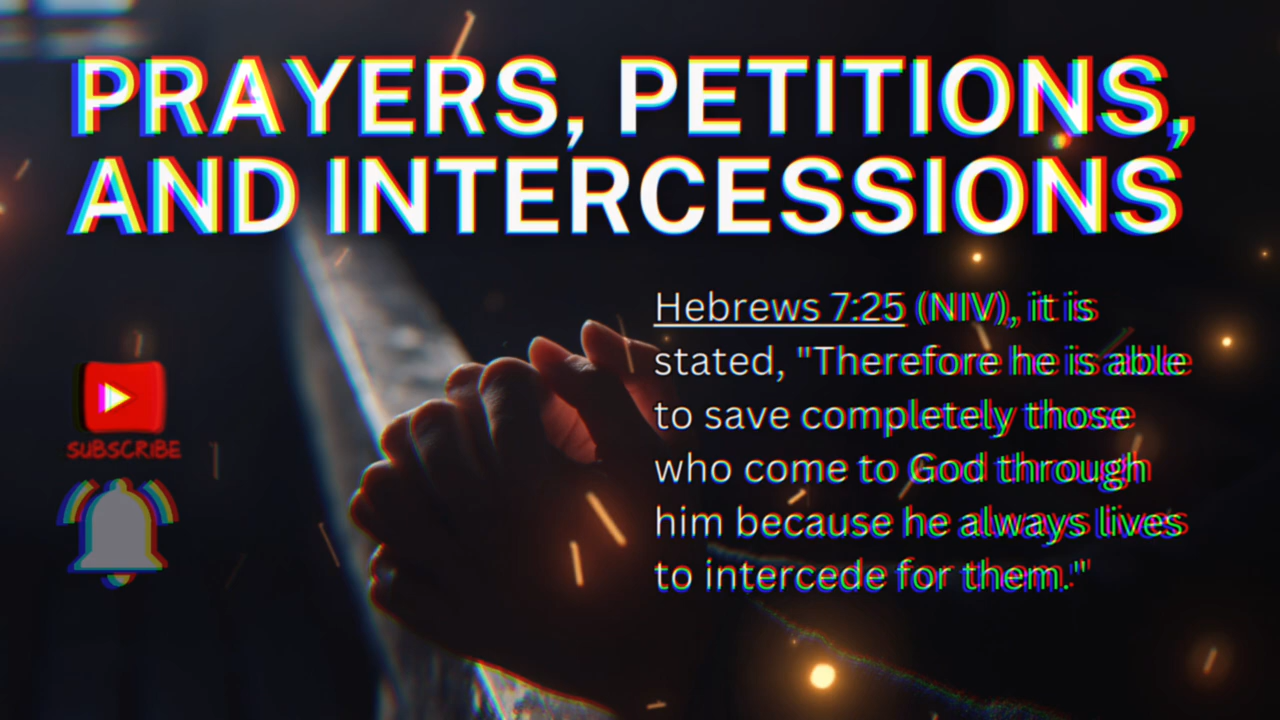 PRAYERS, PETITIONS,
AND INTERCESSIONS
Hebrews 7:25 (NIV), it is
stated, "Therefore he is able
to save completely those
who come to God through
him because he always lives
to intercede for them."
SUBSCRIBE